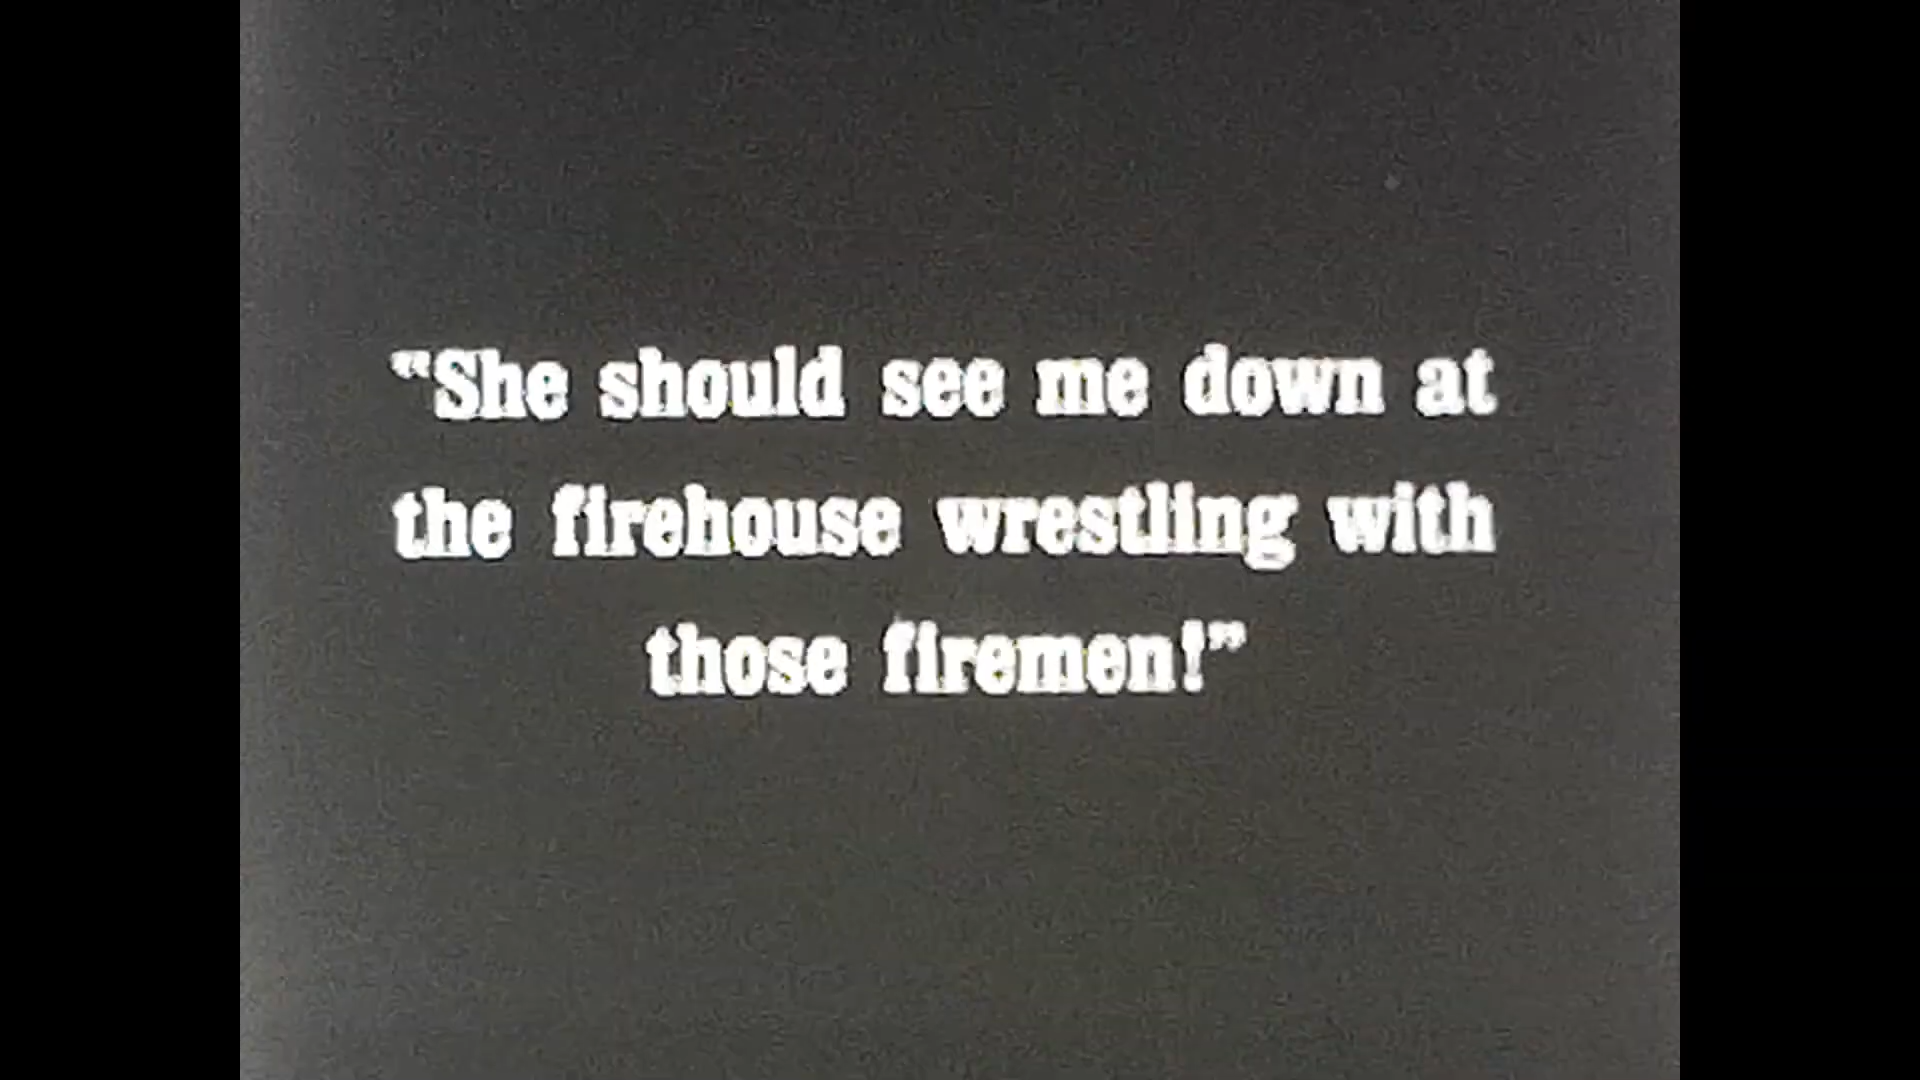 "She should see me down at
the firehouse wrestling with
those firemen!"